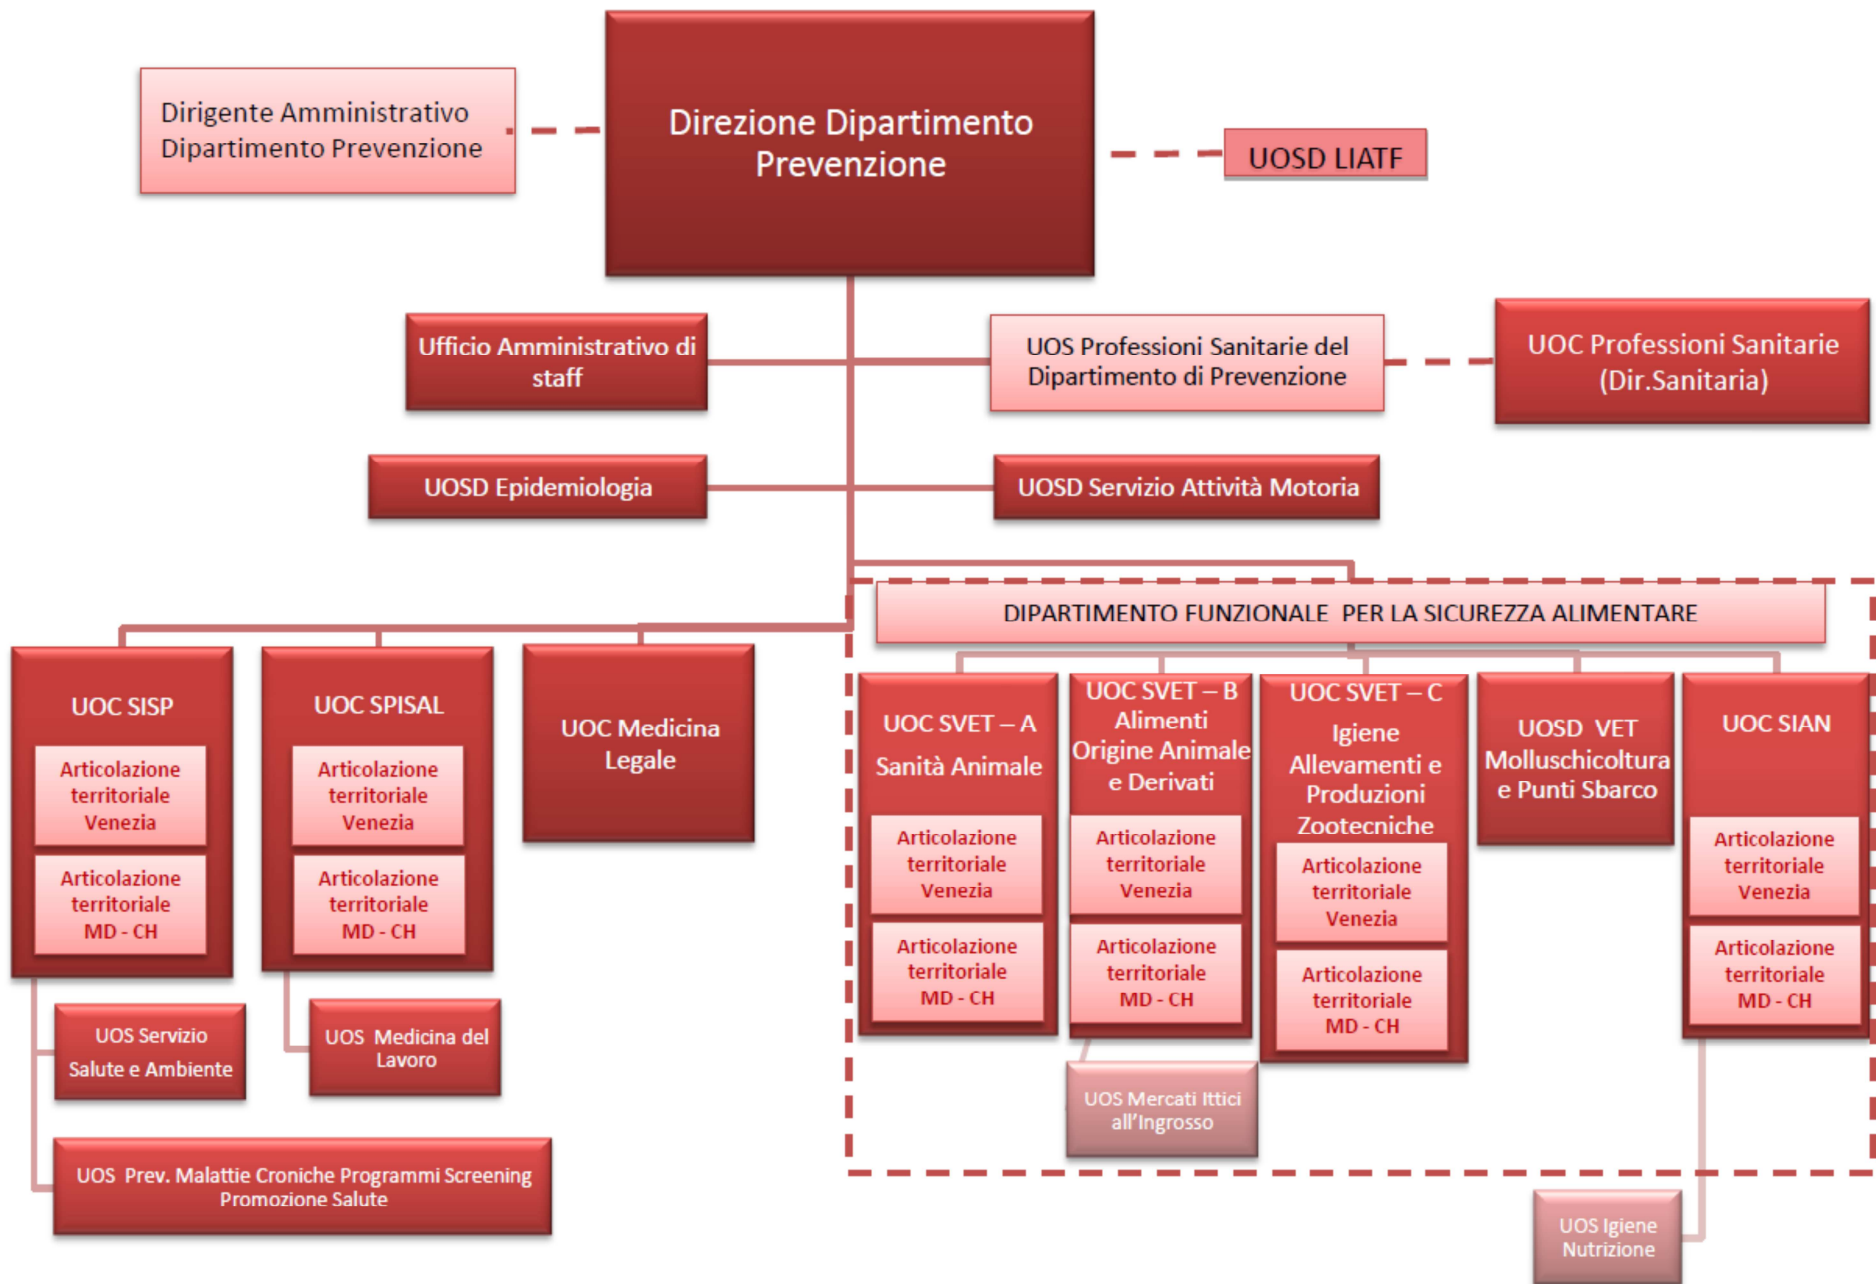 Direzione Dipartimento
Prevenzione
Dirigente Amministrativo
Dipartimento Prevenzione
UOSD LIATF
Ufficio Amministrativo di
staff
UOS Professioni Sanitarie del
Dipartimento di Prevenzione
UOC Professioni Sanitarie
(Dir.Sanitaria)
UOSD Epidemiologia
UOSD Servizio Attività Motoria
DIPARTIMENTO FUNZIONALE PER LA SICUREZZA ALIMENTARE
UOC SISP
Articolazione
territoriale
Venezia
Articolazione
territoriale
MD - CH
UOC SPISAL
Articolazione
territoriale
Venezia
Articolazione
territoriale
MD - CH
UOC Medicina
Legale
UOC SVET – A
Sanità Animale
Articolazione
territoriale
Venezia
Articolazione
territoriale
MD - CH
UOC SVET – B
Alimenti
Origine Animale
e Derivati
Articolazione
territoriale
Venezia
Articolazione
territoriale
MD - CH
UOC SVET – C
Igiene
Allevamenti e
Produzioni
Zootecniche
Articolazione
territoriale
Venezia
Articolazione
territoriale
MD - CH
UOSD VET
Molluschicoltura
e Punti Sbarco
UOC SIAN
Articolazione
territoriale
Venezia
Articolazione
territoriale
MD - CH
UOS Servizio
Salute e Ambiente
UOS Medicina del
Lavoro
UOS Mercati Ittici
all'Ingrosso
UOS Prev. Malattie Croniche Programmi Screening
Promozione Salute
UOS Igiene
Nutrizione